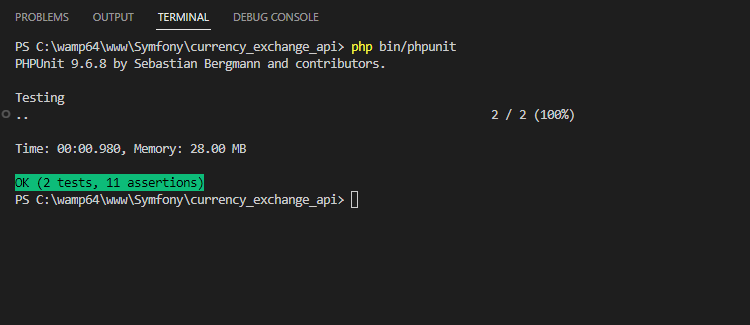 PROBLEMS OUTPUT TERMINAL DEBUG CONSOLE
PS C:\wamp64\www\Symfony\currency_exchange_api> php bin/phpunit
PHPUnit 9.6.8 by Sebastian Bergmann and contributors.
Testing
.. 2 / 2 (100%)
Time: 00:00.980, Memory: 28.00 MB
OK (2 tests, 11 assertions)
PS C:\wamp64\www\Symfony\currency_exchange_api>